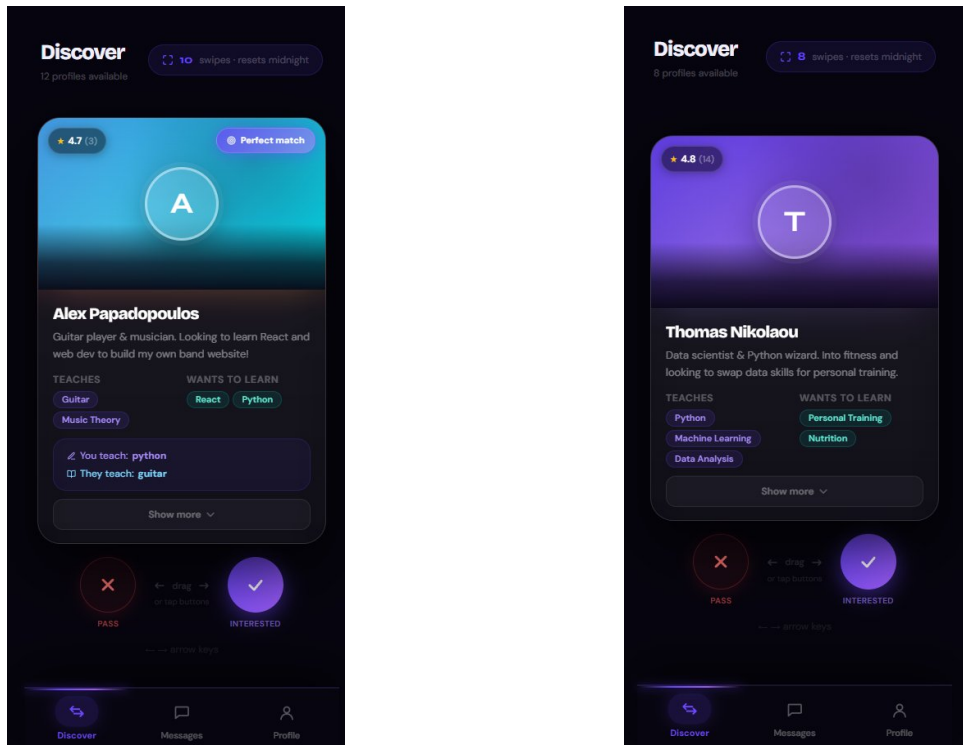 Discover
10 swipes · resets midnight
12 profiles available
★ 4.7 (3)
Perfect match
A
Alex Papadopoulos
Guitar player & musician. Looking to learn React and
web dev to build my own band website!
TEACHES
Guitar
Music Theory
WANTS TO LEARN
React Python
You teach: python
They teach: guitar
Show more
← drag →
or tap buttons
PASS
INTERESTED
← → arrow keys
Discover
Messages
Profile
Discover
8 swipes · resets midnight
8 profiles available
★ 4.8 (14)
T
Thomas Nikolaou
Data scientist & Python wizard. Into fitness and
looking to swap data skills for personal training.
TEACHES
Python
Machine Learning
Data Analysis
WANTS TO LEARN
Personal Training
Nutrition
Show more
← drag →
or tap buttons
PASS
INTERESTED
← → arrow keys
Discover
Messages
Profile